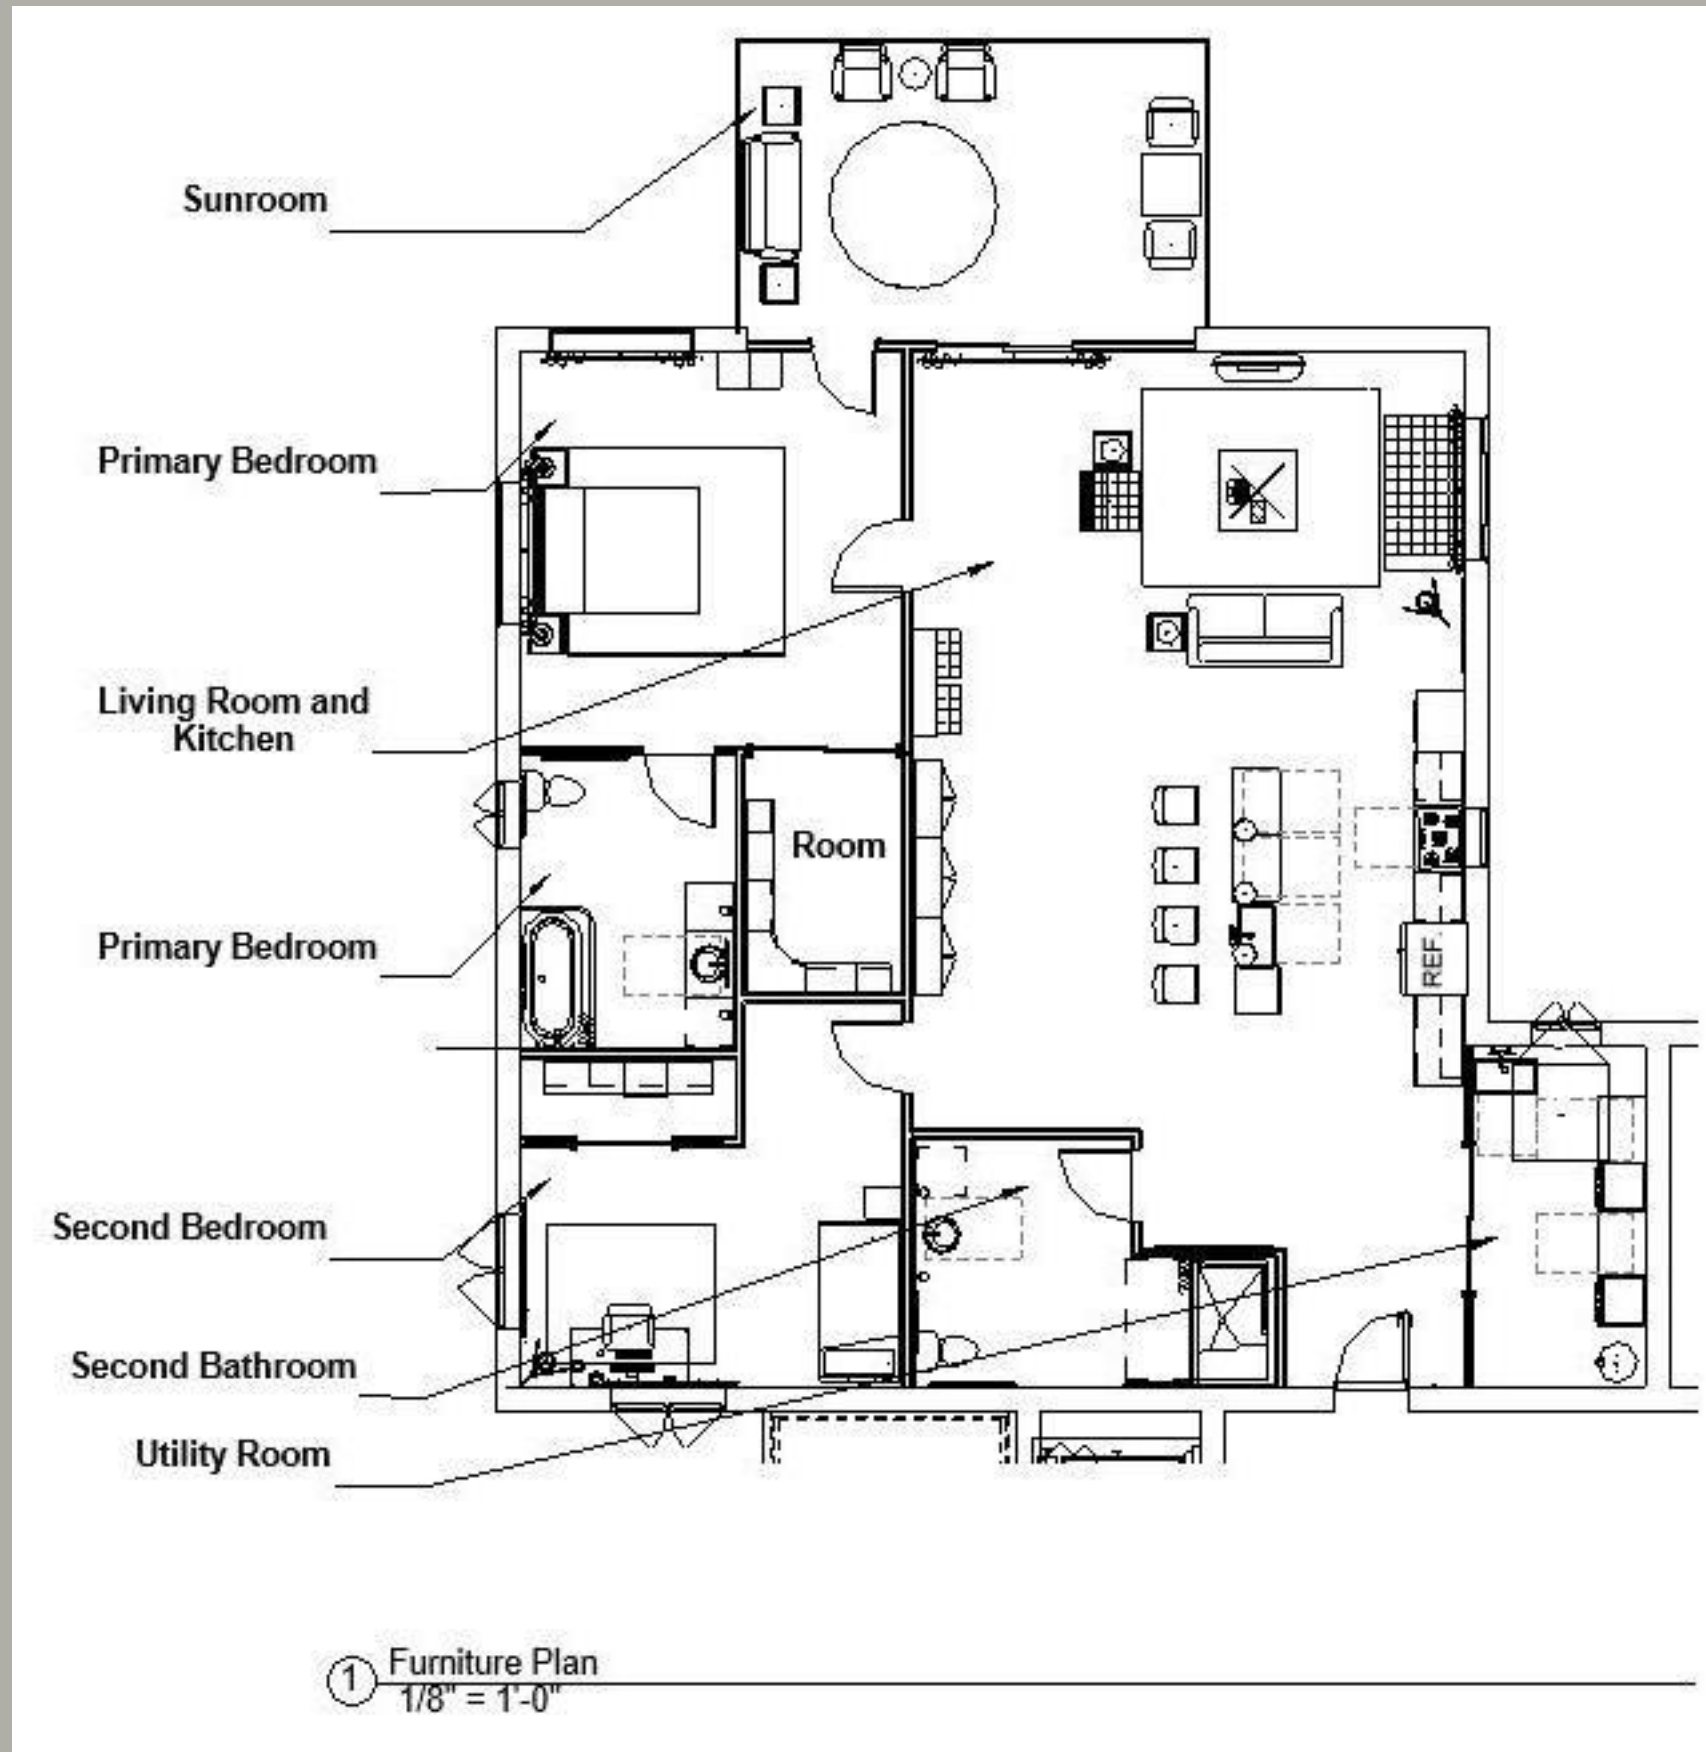 Sunroom
Primary Bedroom
Living Room and
Kitchen
Room
Primary Bedroom
REF.
Second Bedroom
Second Bathroom
Utility Room
1 Furniture Plan
1/8" = 1'-0"